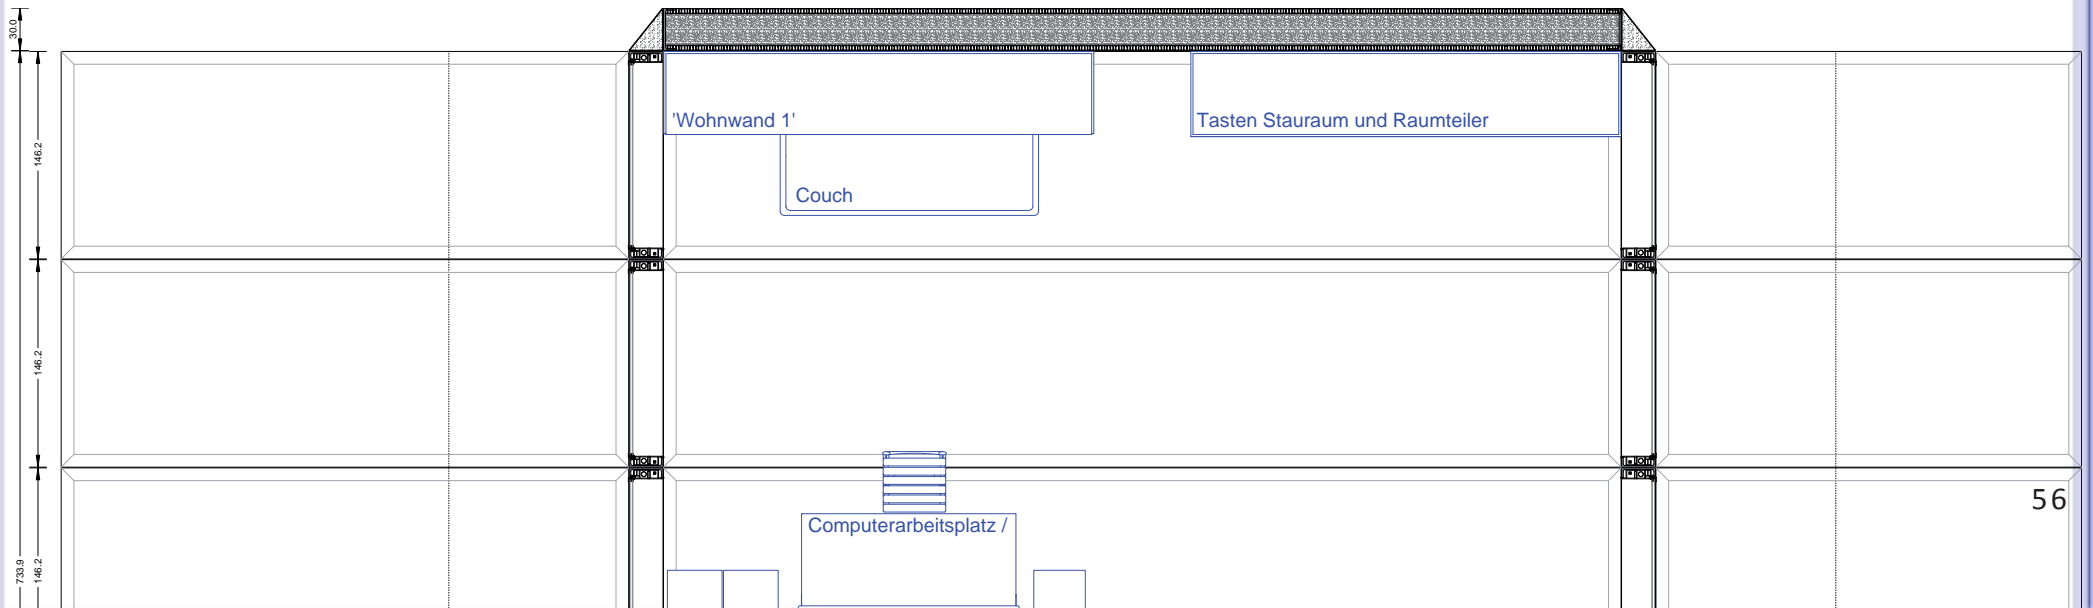 30.0
146.2
'Wohnwand 1'
Tasten Stauraum und Raumteiler
Couch
146.2
56
Computerarbeitsplatz /
733.9
146.2